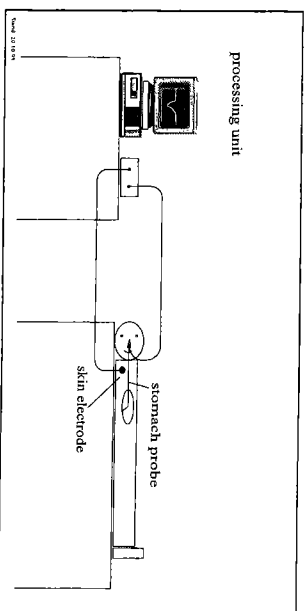 processing unit
stomach probe
skin electrode